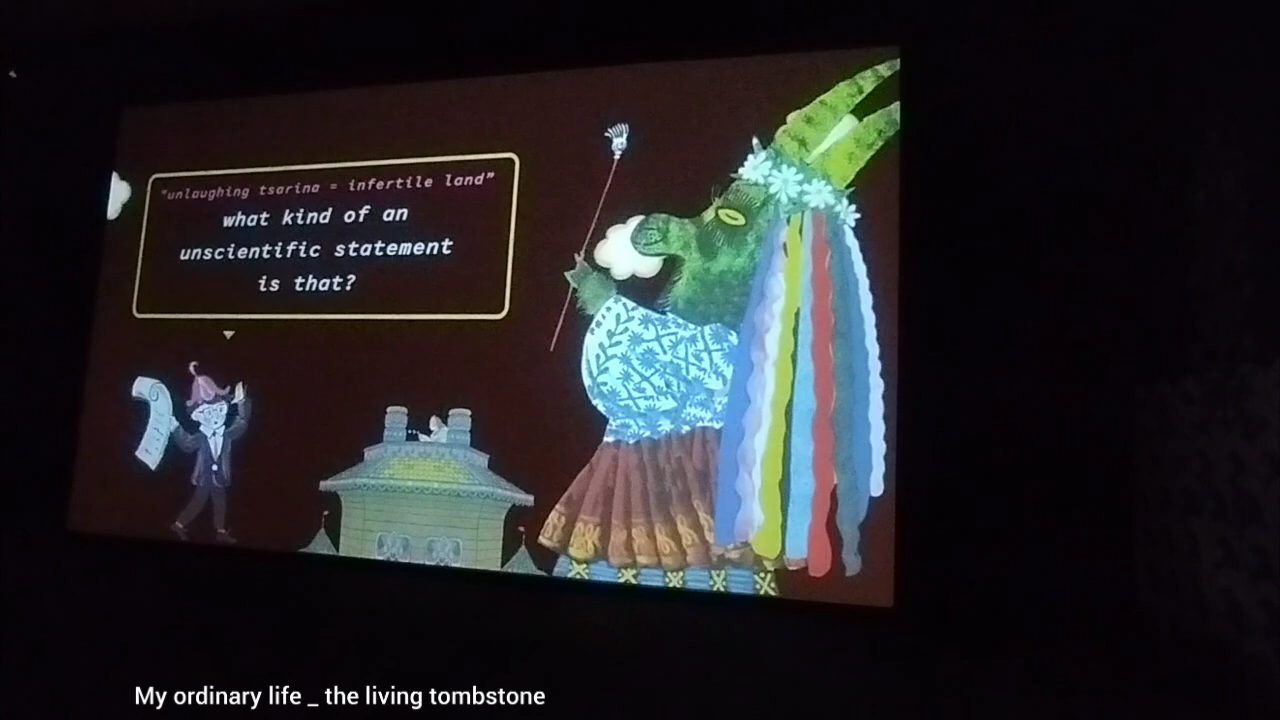 "unlaughing tsarina = infertile land"
what kind of an
unscientific statement
is that?
My ordinary life _ the living tombstone